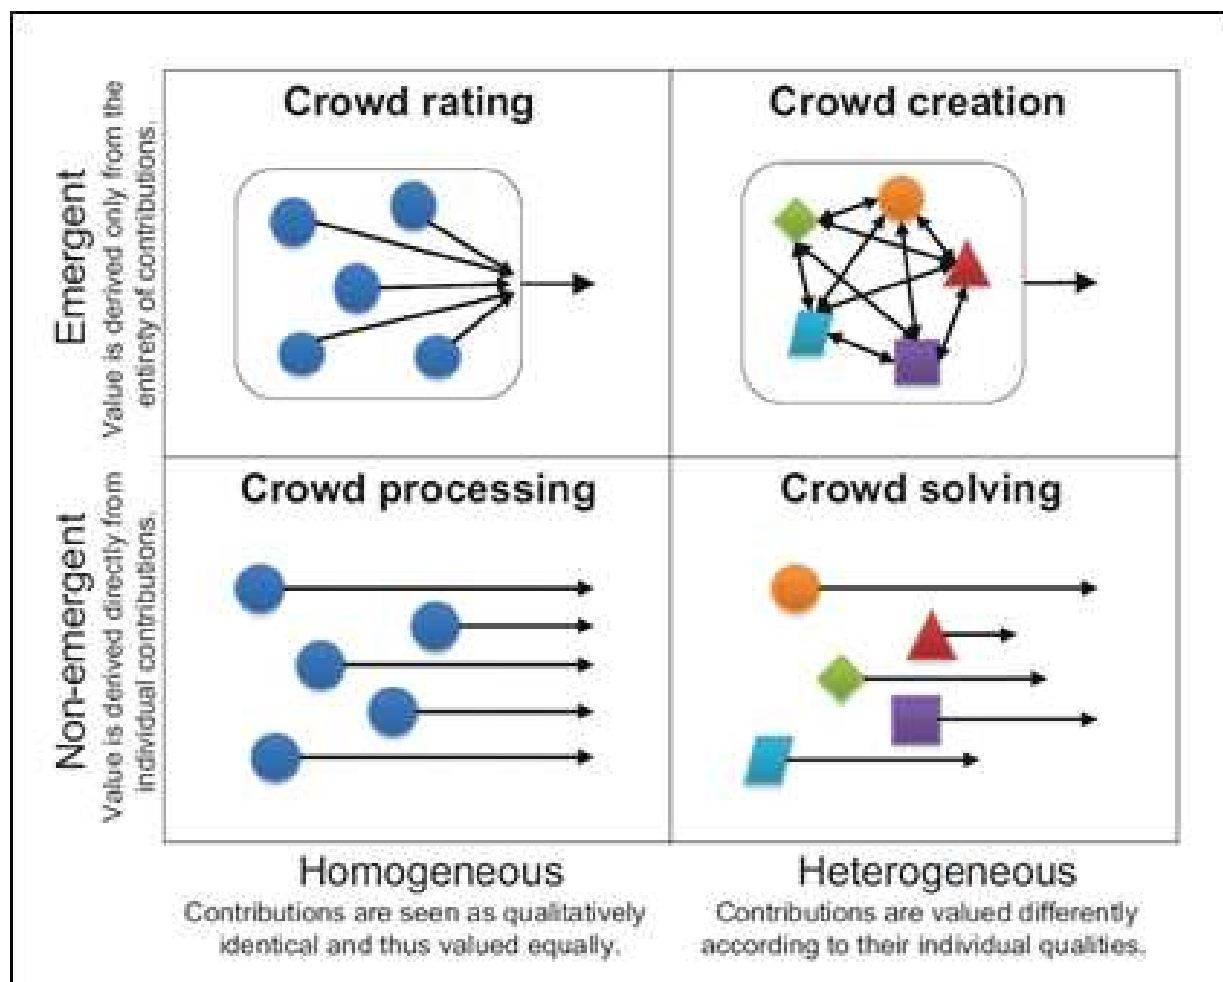 Crowd rating
Crowd creation
Emergent
Value is derived only from the
entirety of contributions.
Crowd processing
Crowd solving
Non-emergent
Value is derived directly from
individual contributions.
Homogeneous
Contributions are seen as qualitatively
identical and thus valued equally.
Heterogeneous
Contributions are valued differently
according to their individual qualities.